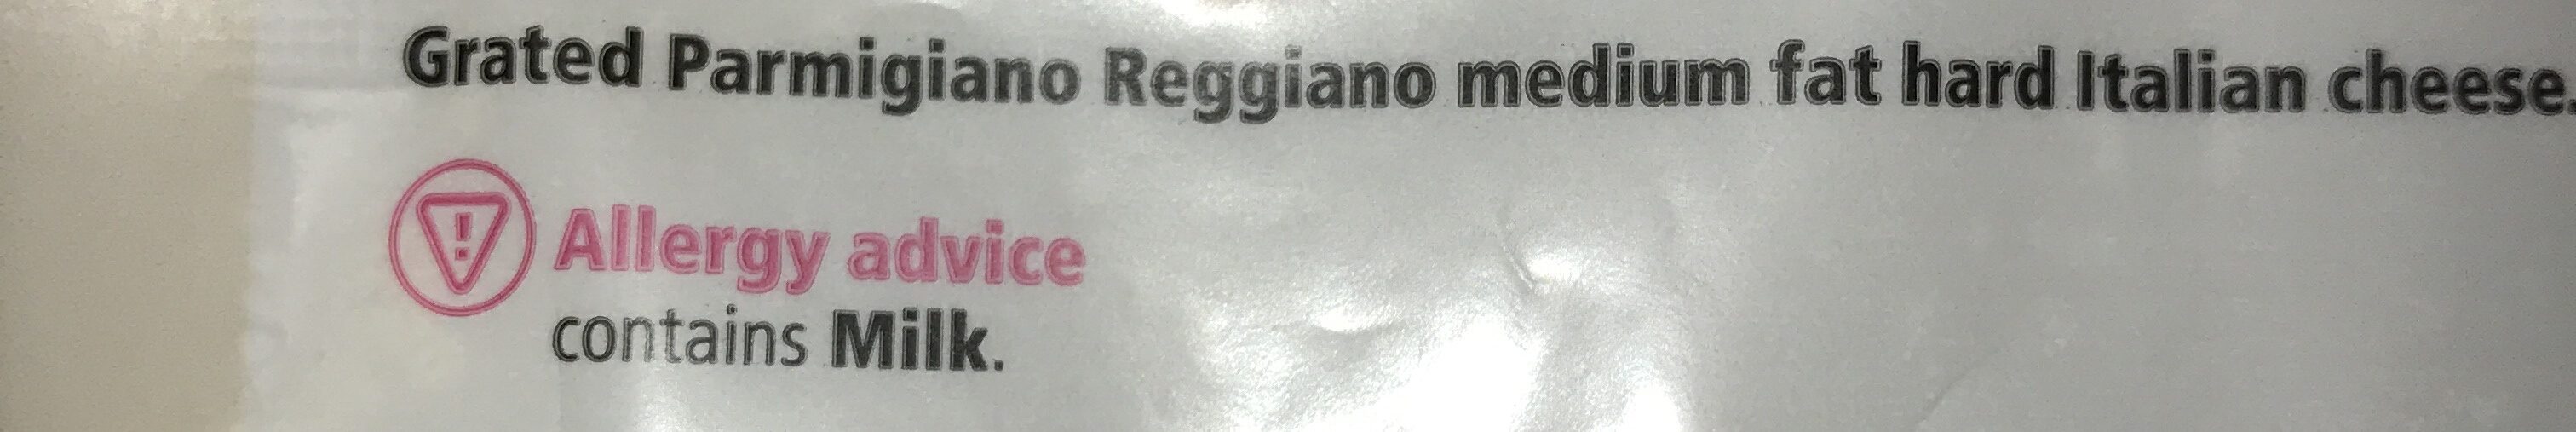 Grated Parmigiano Reggiano medium fat hard Italian cheese.
Allergy advice
contains Milk.